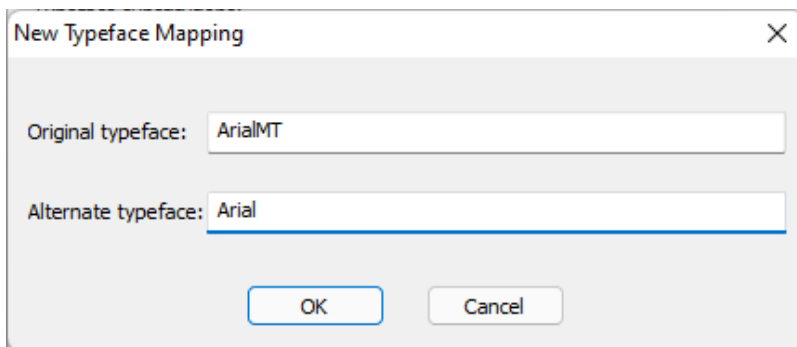 New Typeface Mapping
Original typeface: ArialMT
Alternate typeface: Arial
OK Cancel